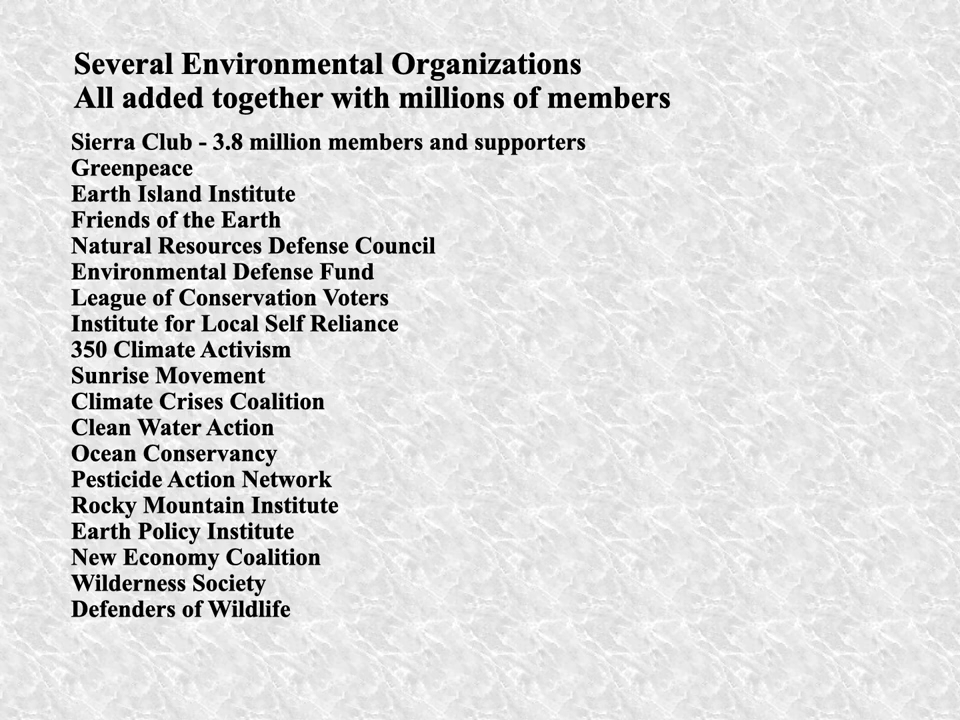 Several Environmental Organizations
All added together with millions of members
Sierra Club - 3.8 million members and supporters
Greenpeace
Earth Island Institute
Friends of the Earth
Natural Resources Defense Council
Environmental Defense Fund
League of Conservation Voters
Institute for Local Self Reliance
350 Climate Activism
Sunrise Movement
Climate Crises Coalition
Clean Water Action
Ocean Conservancy
Pesticide Action Network
Rocky Mountain Institute
Earth Policy Institute
New Economy Coalition
Wilderness Society
Defenders of Wildlife